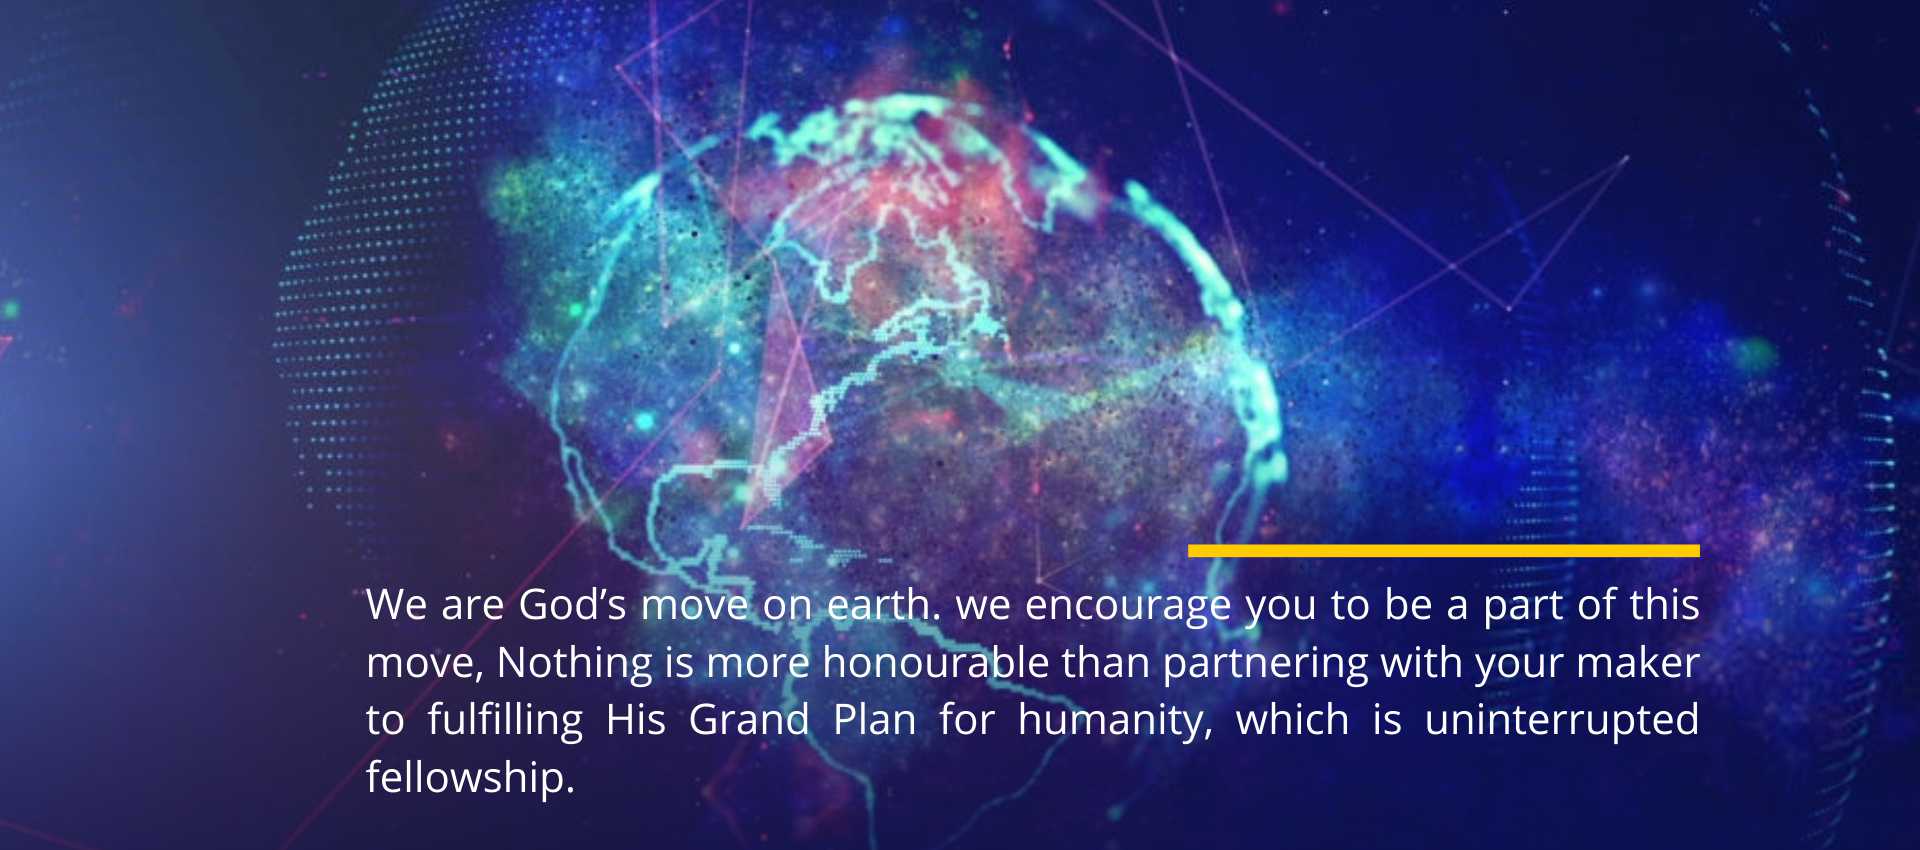 We are God’s move on earth. we encourage you to be a part of this
move, Nothing is more honourable than partnering with your maker
to fulfilling His Grand Plan for humanity, which is uninterrupted
fellowship.